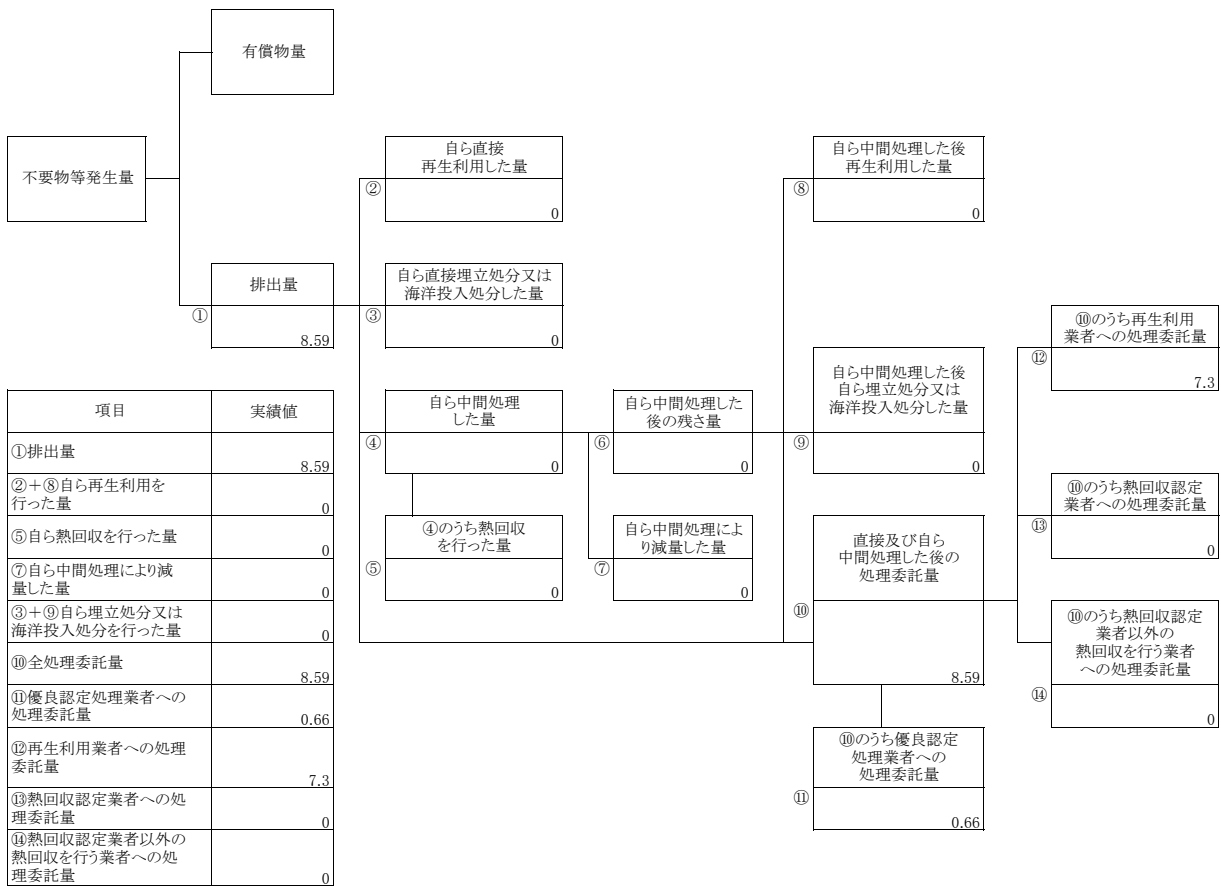 有償物量
不要物等発生量
排出量
①
8.59
自ら直接
再生利用した量
②
0
自ら直接埋立処分又は
海洋投入処分した量
③
0
自ら中間処理
した量
④
0
④のうち熱回収
を行った量
⑤
0
自ら中間処理した
後の残さ量
⑥
0
自ら中間処理によ
り減量した量
⑦
0
自ら中間処理した後
再生利用した量
⑧
0
自ら中間処理した後
自ら埋立処分又は
海洋投入処分した量
⑨
0
直接及び自ら
中間処理した後の
処理委託量
⑩
8.59
⑩のうち優良認定
処理業者への
処理委託量
⑪
0.66
⑩のうち再生利用
業者への処理委託量
⑫
7.3
⑩のうち熱回収認定
業者への処理委託量
⑬
0
⑩のうち熱回収認定
業者以外の
熱回収を行う業者
への処理委託量
⑭
0
項目 実績値
①排出量
8.59
②+⑧自ら再生利用を
行った量
0
⑤自ら熱回収を行った量
0
⑦自ら中間処理により減
量した量
0
③+⑨自ら埋立処分又は
海洋投入処分を行った量
0
⑩全処理委託量
8.59
⑪優良認定処理業者への
処理委託量
0.66
⑫再生利用業者への処理
委託量
7.3
⑬熱回収認定業者への処
理委託量
0
⑭熱回収認定業者以外の
熱回収を行う業者への処
理委託量
0